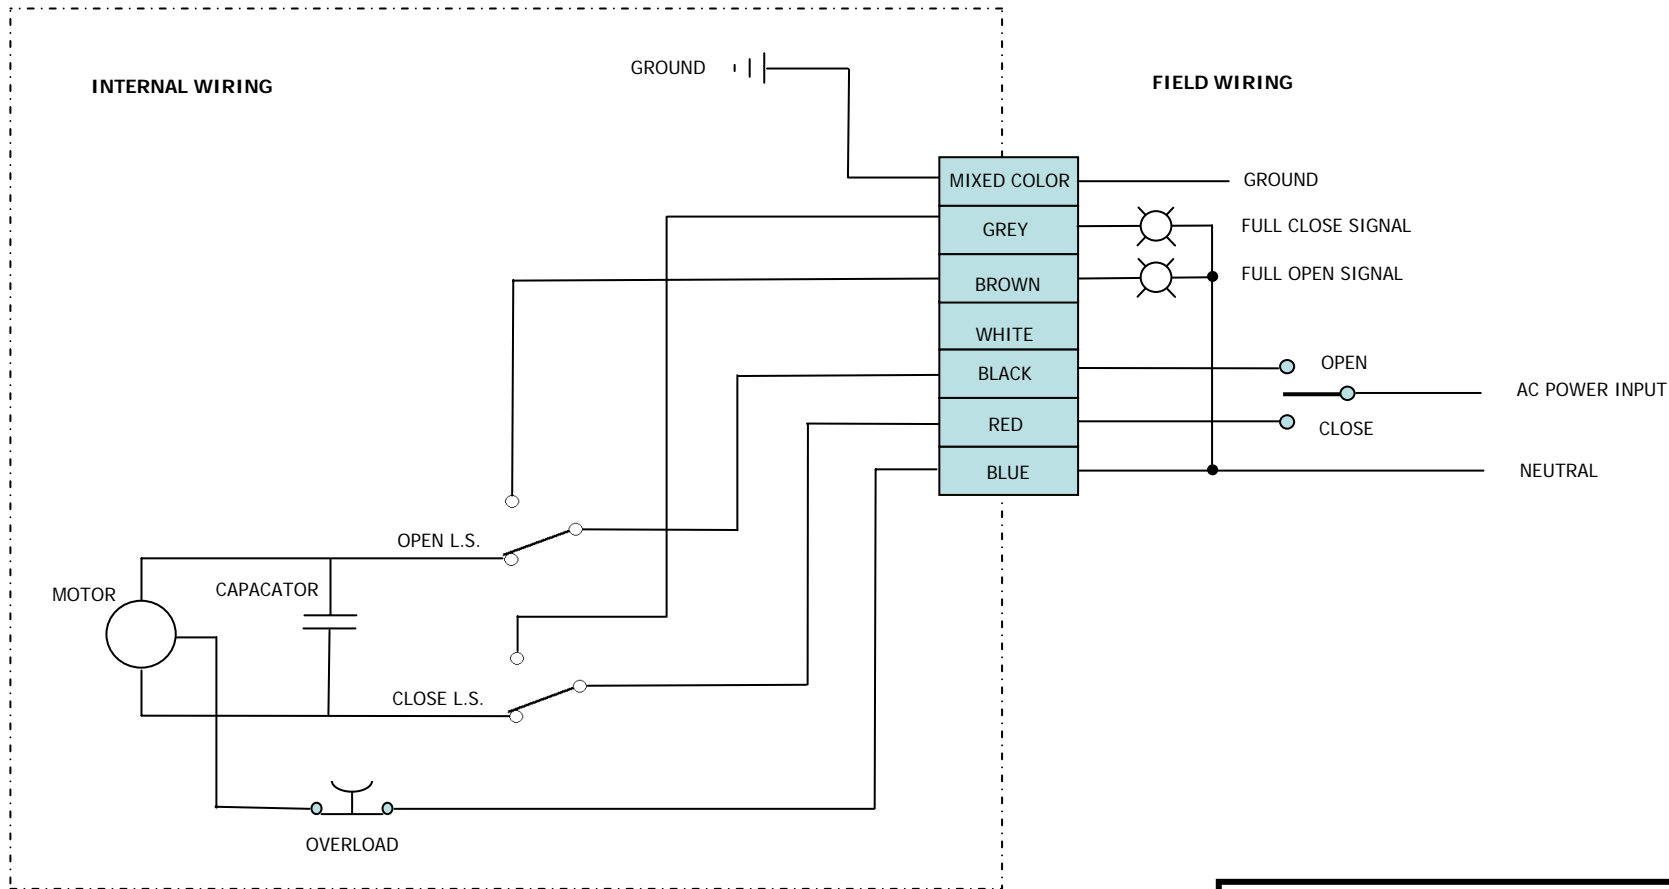 INTERNAL WIRING
GROUND
FIELD WIRING
MIXED COLOR
GROUND
GREY
FULL CLOSE SIGNAL
BROWN
FULL OPEN SIGNAL
WHITE
BLACK
OPEN
AC POWER INPUT
RED
CLOSE
BLUE
NEUTRAL
OPEN L.S.
MOTOR
CAPACATOR
CLOSE L.S.
OVERLOAD